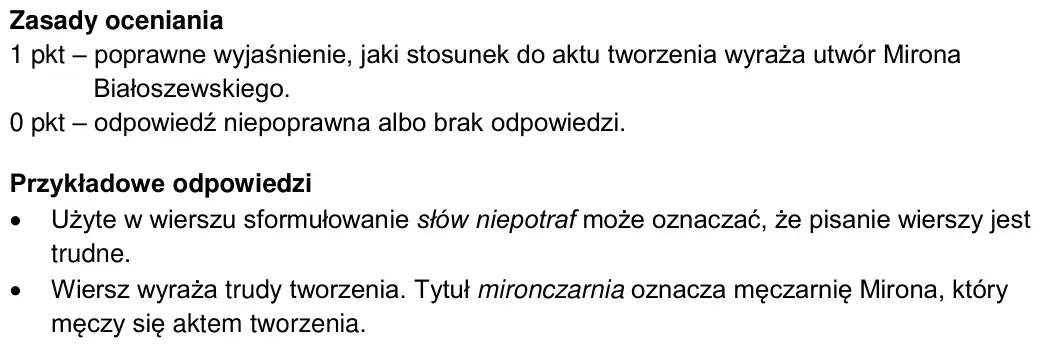 Zasady oceniania
1 pkt – poprawne wyjaśnienie, jaki stosunek do aktu tworzenia wyraża utwór Mirona
Białoszewskiego.
0 pkt – odpowiedź niepoprawna albo brak odpowiedzi.
Przykładowe odpowiedzi
• Użyte w wierszu sformułowanie słów niepotraf może oznaczać, że pisanie wierszy jest
trudne.
• Wiersz wyraża trudy tworzenia. Tytuł mironczarnia oznacza męczarnię Mirona, który
męczy się aktem tworzenia.